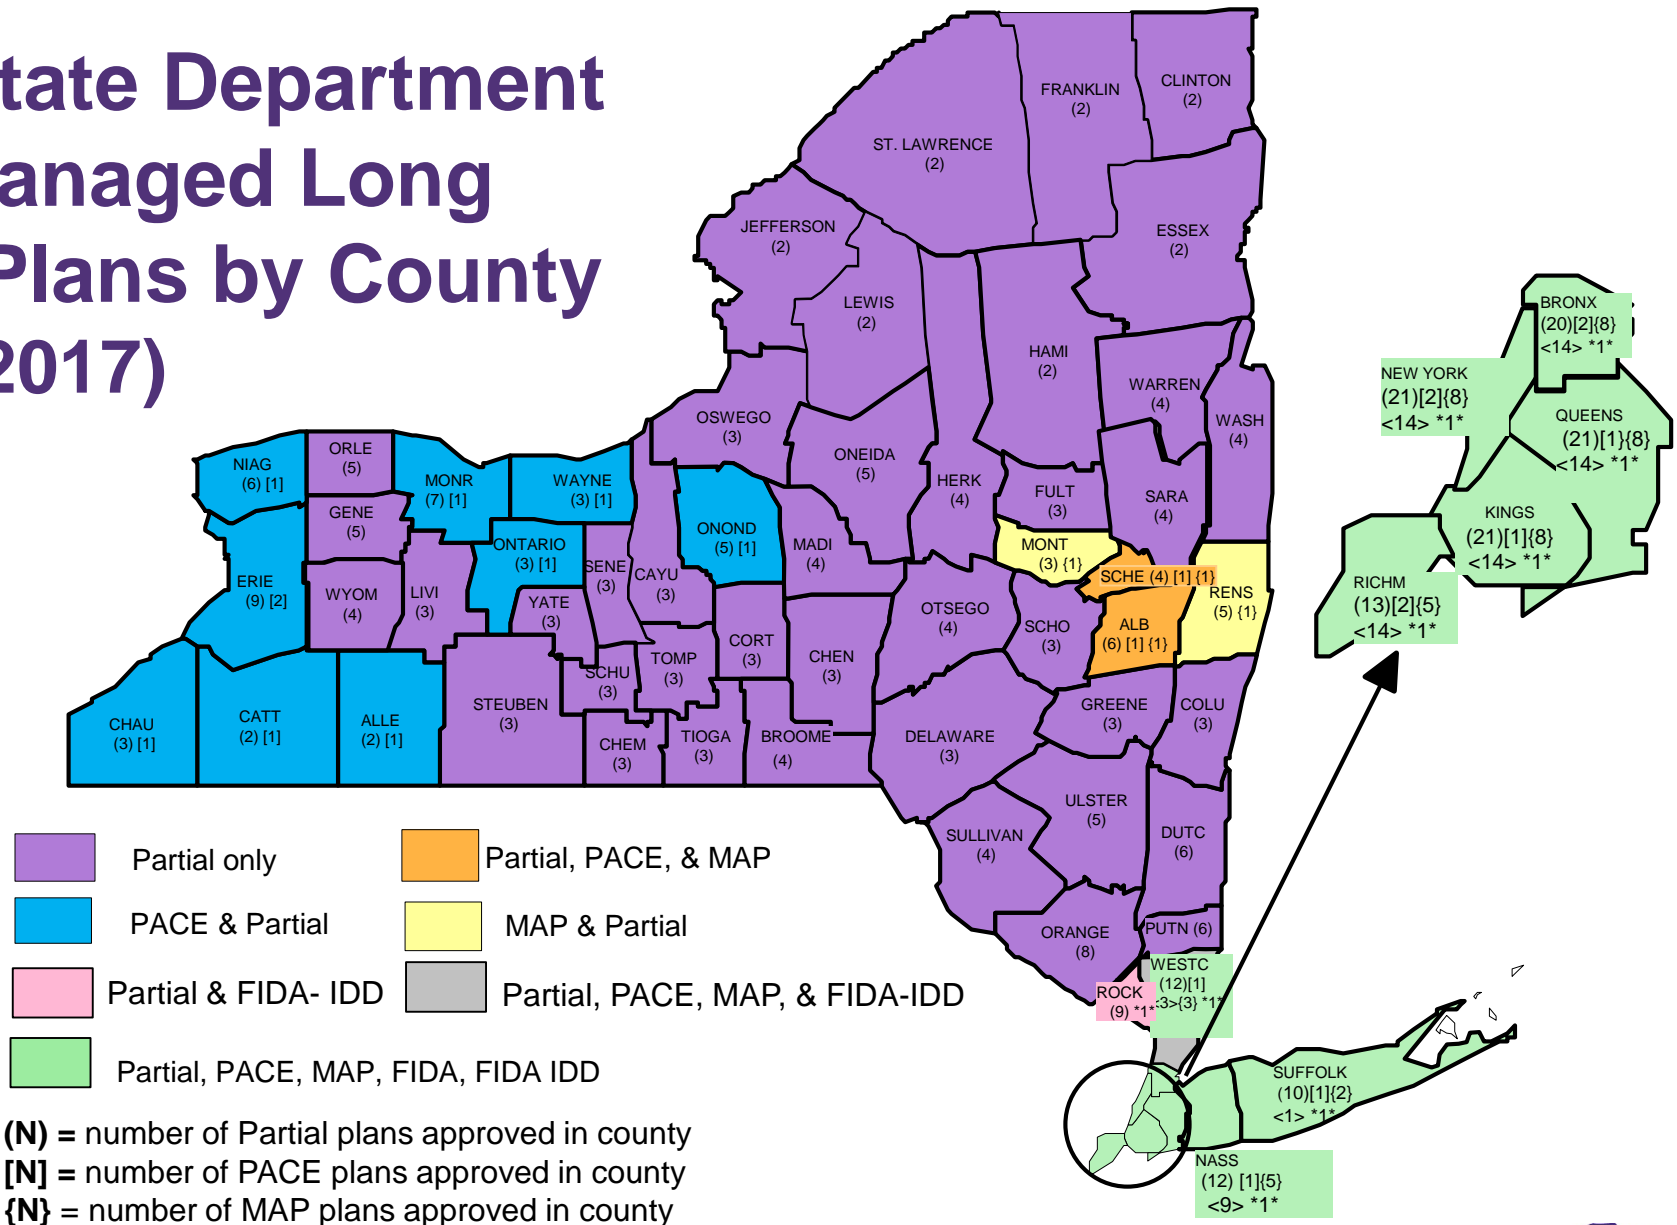 tate Department
anaged Long
Plans by County
2017)
CLINTON
(2)
FRANKLIN
(2)
ST. LAWRENCE
(2)
JEFFERSON
(2)
ESSEX
(2)
LEWIS
(2)
HAMI
(2)
WARREN
(4)
WASH
(4)
OSWEGO
(3)
ONEIDA
(5)
HERK
(4)
FULT
(3)
SARA
(4)
NIAG
(6) [1]
ORLE
(5)
MONR
(7) [1]
WAYNE
(3) [1]
GENE
(5)
ONTARIO
(3) [1]
SENE
(3)
CAYU
(3)
ONOND
(5) [1]
MADI
(4)
MONT
(3) {1}
SCHE (4) [1] {1}
RENS
(5) {1}
ERIE
(9) [2]
WYOM
(4)
LIVI
(3)
YATE
(3)
OTSEGO
(4)
SCHO
(3)
ALB
(6) [1] {1}
CORT
(3)
CHEN
(3)
SCHU
(3)
TOMP
(3)
STEUBEN
(3)
CHAU
(3) [1]
CATT
(2) [1]
ALLE
(2) [1]
CHEM
(3)
TIOGA
(3)
BROOME
(4)
DELAWARE
(3)
GREENE
(3)
COLU
(3)
ULSTER
(5)
SULLIVAN
(4)
DUTC
(6)
ORANGE
(8)
PUTN (6)
WESTC
(12)[1]
<3>{3} *1*
ROCK
(9) *1*
BRONX
(20)[2]{8}
<14> *1*
NEW YORK
(21)[2]{8}
<14> *1*
QUEENS
(21)[1}{8}
<14> *1*
KINGS
(21)[1]{8}
<14> *1*
RICHM
(13)[2]{5}
<14> *1*
SUFFOLK
(10)[1]{2}
<1> *1*
NASS
(12) [1]{5}
<9> *1*
Partial only
Partial, PACE, & MAP
PACE & Partial
MAP & Partial
Partial & FIDA- IDD
Partial, PACE, MAP, & FIDA-IDD
Partial, PACE, MAP, FIDA, FIDA IDD
(N) = number of Partial plans approved in county
[N] = number of PACE plans approved in county
{N} = number of MAP plans approved in county